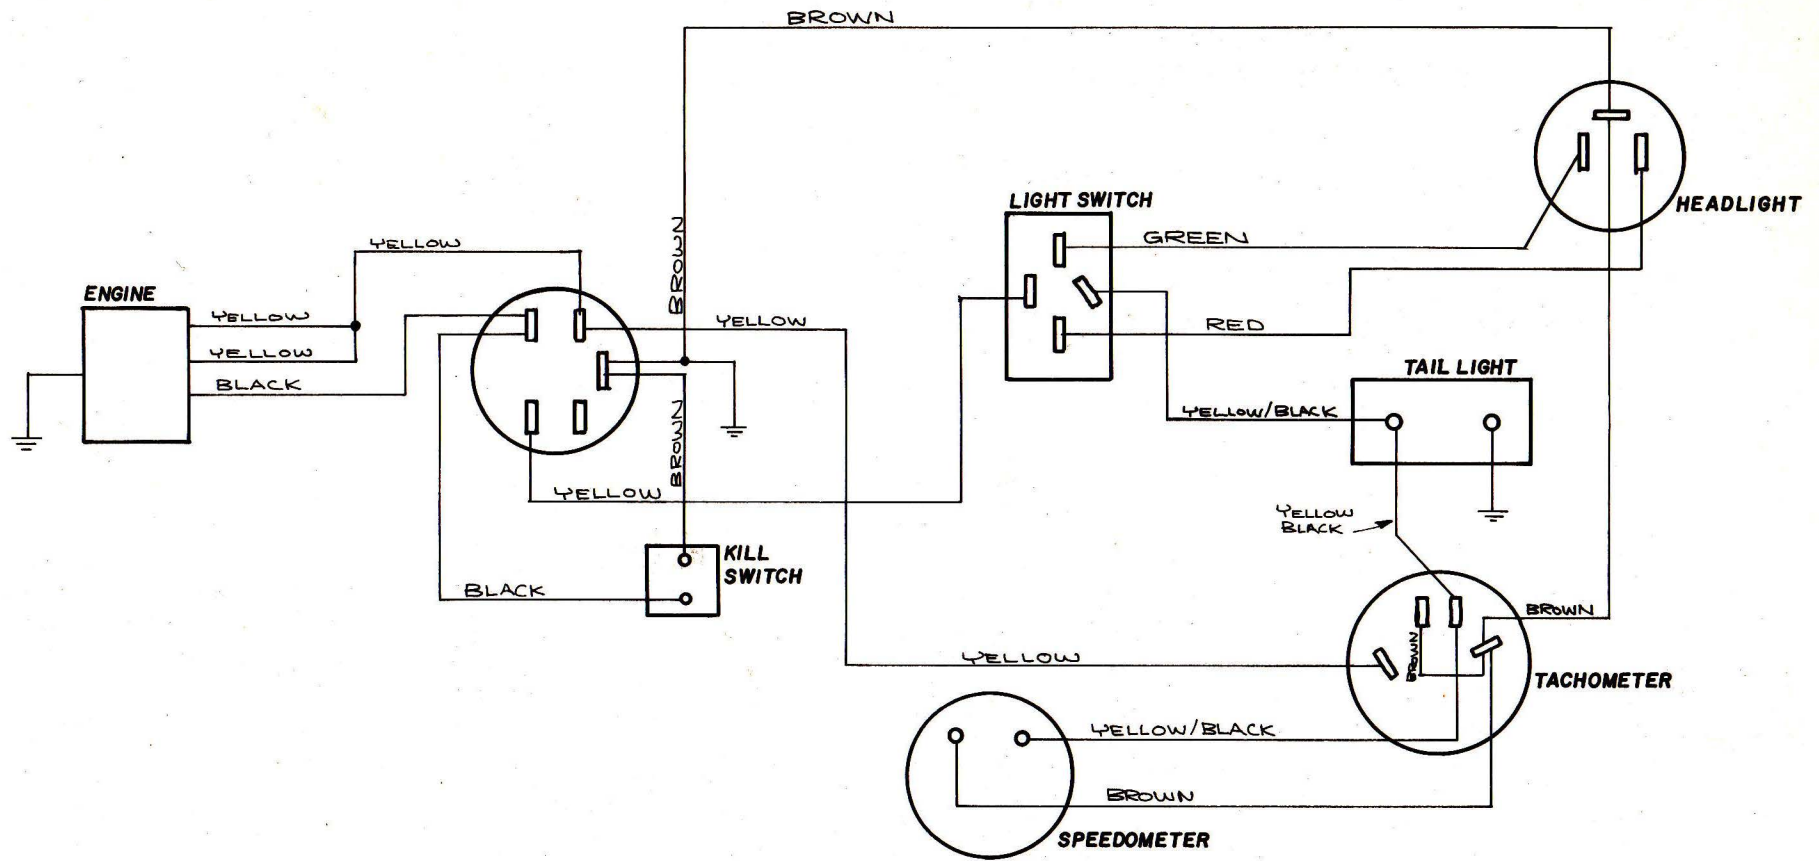 BROWN
HEADLIGHT
LIGHT SWITCH
GREEN
BROWN
YELLOW
ENGINE
YELLOW
YELLOW
RED
YELLOW
TAIL LIGHT
BLACK
YELLOW/BLACK
BROWN
YELLOW
YELLOW
BLACK
KILL
SWITCH
BLACK
BROWN
BROWN
YELLOW
TACHOMETER
YELLOW/BLACK
BROWN
SPEEDOMETER